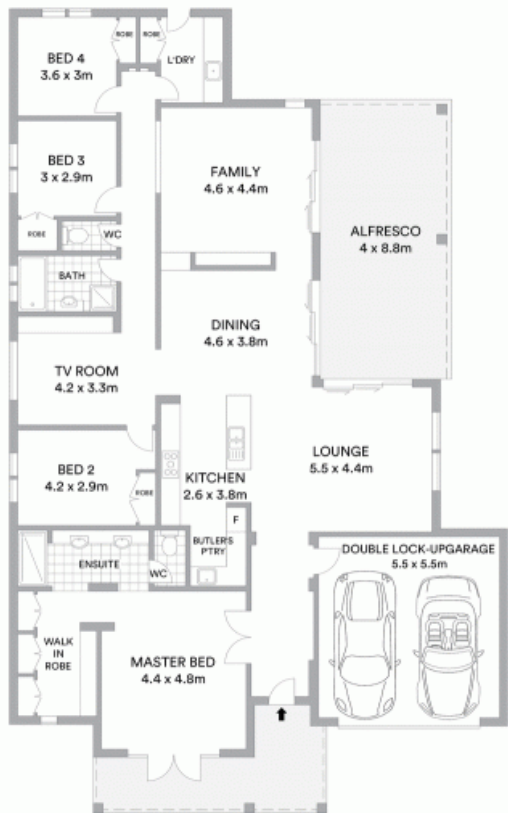 ROBE
ROBE
L'DRY
BED 4
3.6 x 3m
BED 3
3 x 2.9m
FAMILY
4.6 x 4.4m
ROBE
WC
ALFRESCO
4 x 8.8m
BATH
DINING
4.6 x 3.8m
TV ROOM
4.2 x 3.3m
LOUNGE
5.5 x 4.4m
BED 2
4.2 x 2.9m
KITCHEN
2.6 x 3.8m
ROBE
F
BUTLER'S
P'TRY
DOUBLE LOCK-UPGARAGE
5.5 x 5.5m
ENSUITE
WC
WALK
IN
ROBE
MASTER BED
4.4 x 4.8m